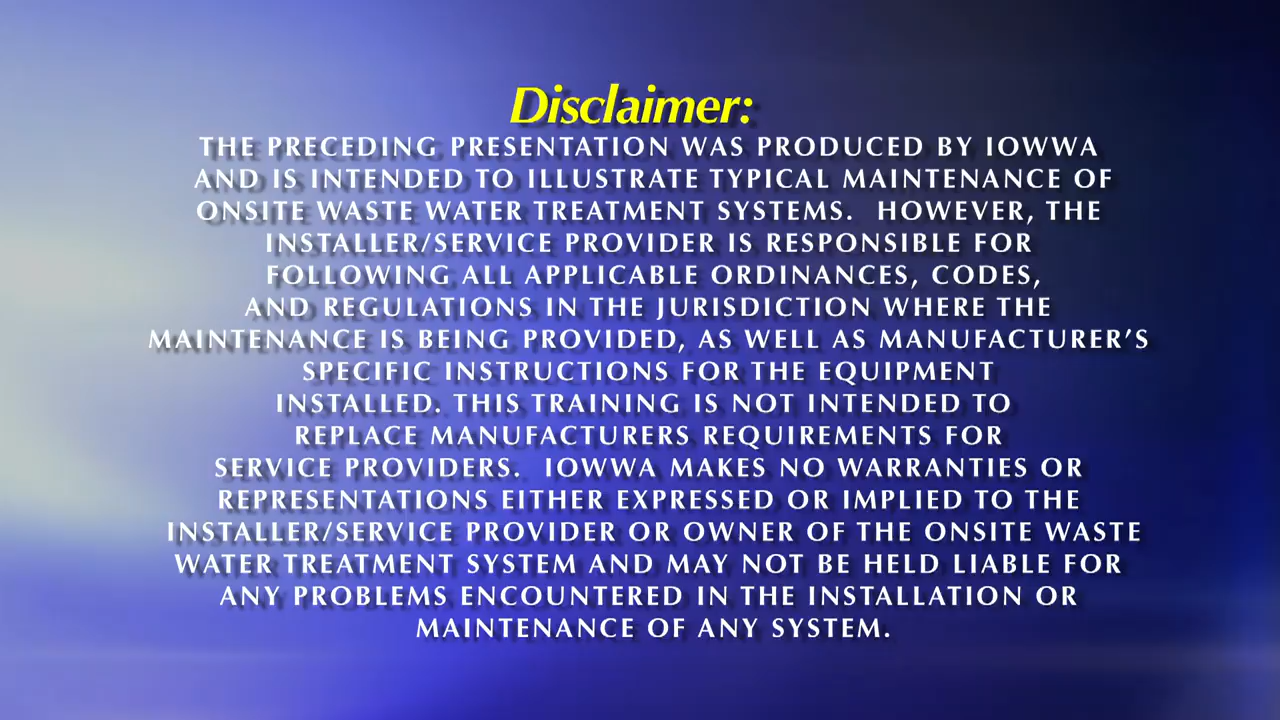 Disclaimer:
THE PRECEDING PRESENTATION WAS PRODUCED BY IOWWA
AND IS INTENDED TO ILLUSTRATE TYPICAL MAINTENANCE OF
ONSITE WASTE WATER TREATMENT SYSTEMS.  HOWEVER, THE
INSTALLER/SERVICE PROVIDER IS RESPONSIBLE FOR
FOLLOWING ALL APPLICABLE ORDINANCES, CODES,
AND REGULATIONS IN THE JURISDICTION WHERE THE
MAINTENANCE IS BEING PROVIDED, AS WELL AS MANUFACTURER’S
SPECIFIC INSTRUCTIONS FOR THE EQUIPMENT
INSTALLED. THIS TRAINING IS NOT INTENDED TO
REPLACE MANUFACTURERS REQUIREMENTS FOR
SERVICE PROVIDERS.  IOWWA MAKES NO WARRANTIES OR
REPRESENTATIONS EITHER EXPRESSED OR IMPLIED TO THE
INSTALLER/SERVICE PROVIDER OR OWNER OF THE ONSITE WASTE
WATER TREATMENT SYSTEM AND MAY NOT BE HELD LIABLE FOR
ANY PROBLEMS ENCOUNTERED IN THE INSTALLATION OR
MAINTENANCE OF ANY SYSTEM.